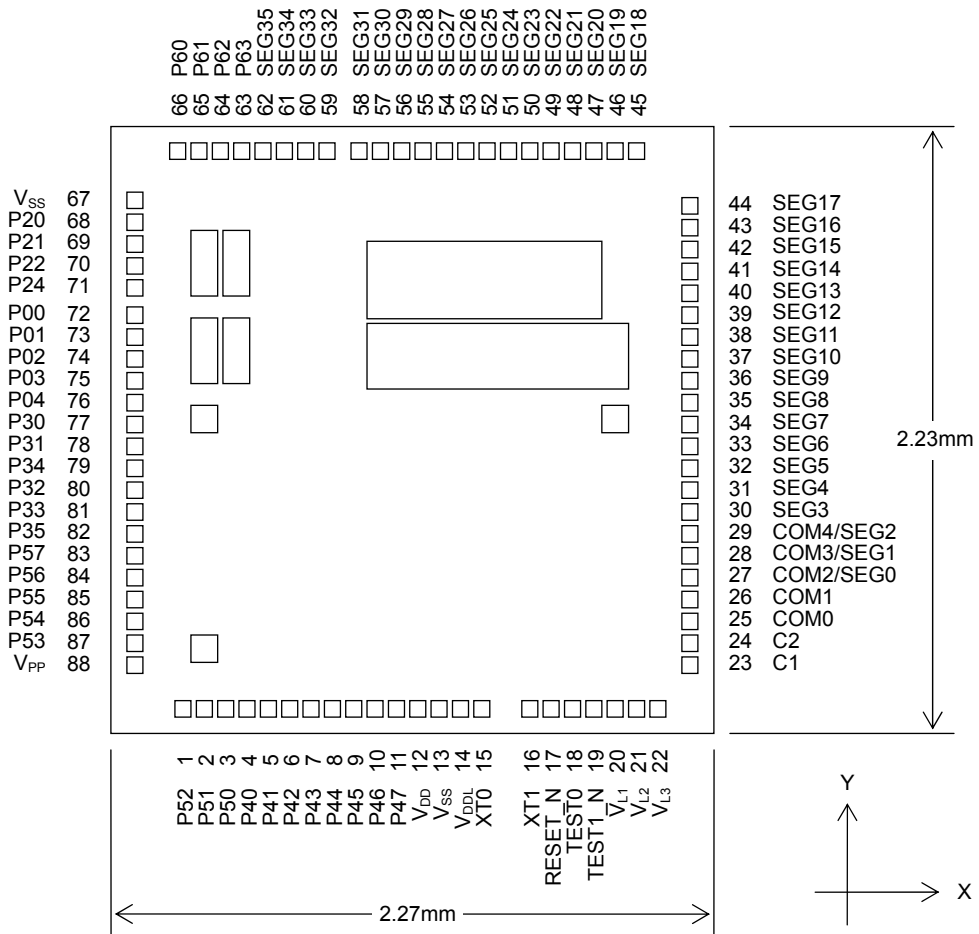 66 P60
65 P61
64 P62
63 P63
62 SEG35
61 SEG34
60 SEG33
59 SEG32
58 SEG31
57 SEG30
56 SEG29
55 SEG28
54 SEG27
53 SEG26
52 SEG25
51 SEG24
50 SEG23
49 SEG22
48 SEG21
47 SEG20
46 SEG19
45 SEG18
VSS 67
P20 68
P21 69
P22 70
P24 71
P00 72
P01 73
P02 74
P03 75
P04 76
P30 77
P31 78
P34 79
P32 80
P33 81
P35 82
P57 83
P56 84
P55 85
P54 86
P53 87
VPP 88
44 SEG17
43 SEG16
42 SEG15
41 SEG14
40 SEG13
39 SEG12
38 SEG11
37 SEG10
36 SEG9
35 SEG8
34 SEG7
33 SEG6
32 SEG5
31 SEG4
30 SEG3
29 COM4/SEG2
28 COM3/SEG1
27 COM2/SEG0
26 COM1
25 COM0
24 C2
23 C1
2.23mm
P52 1
P51 2
P50 3
P40 4
P41 5
P42 6
P43 7
P44 8
P45 9
P46 10
P47 11
VDD 12
VSS 13
VDDL 14
XT0 15
XT1 16
RESET_N 17
TEST0 18
TEST1_N 19
VL1 20
VL2 21
VL3 22
2.27mm
Y
X